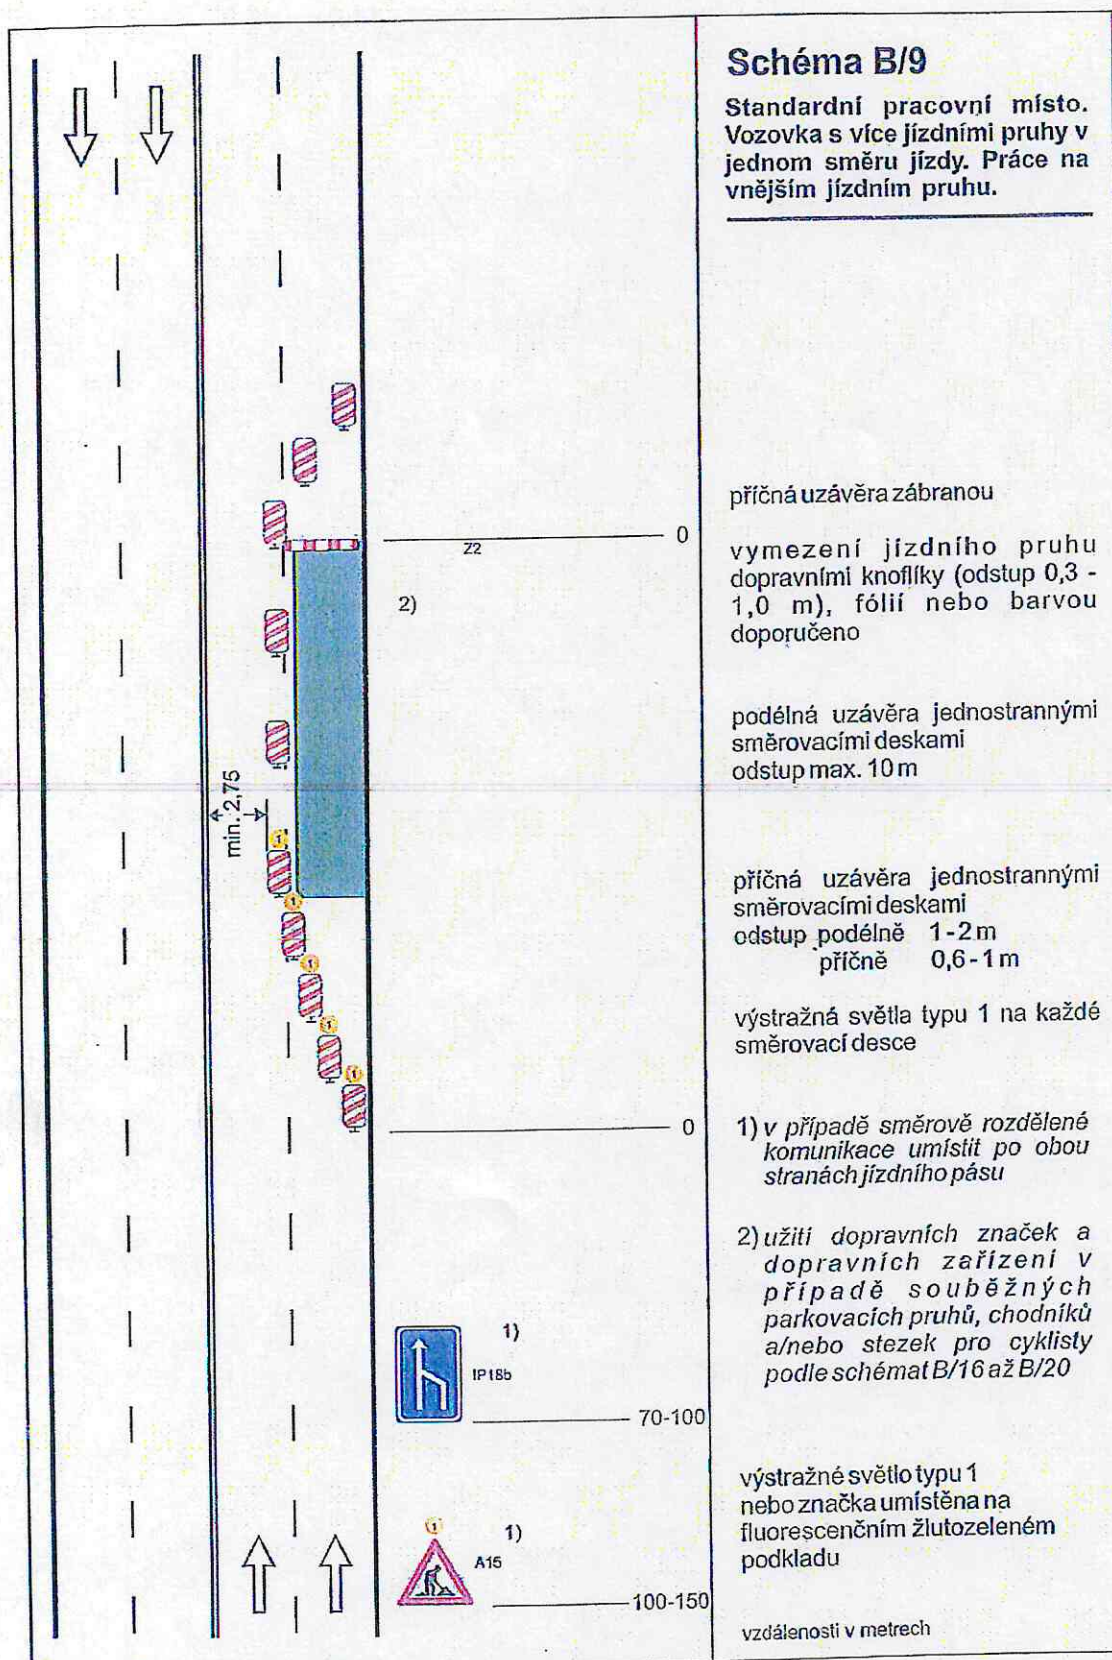 Schéma B/9
Standardní pracovní místo.
Vozovka s více jízdními pruhy v
jednom směru jízdy. Práce na
vnějším jízdním pruhu.
příčná uzávěra zábranou
Z2
0
vymezení jízdního pruhu
dopravními knoflíky (odstup 0,3 -
1,0 m), fólií nebo barvou
doporučeno
2)
podélná uzávěra jednostrannými
směrovacími deskami
odstup max. 10 m
min. 2,75
1
příčná uzávěra jednostrannými
směrovacími deskami
odstup podélně 1-2 m
příčně 0,6-1 m
1
1
1
1
výstražná světla typu 1 na každé
směrovací desce
0
1) v případě směrově rozdělené
komunikace umístit po obou
stranách jízdního pásu
2) užití dopravních značek a
dopravních zařízení v
případě souběžných
parkovacích pruhů, chodníků
a/nebo stezek pro cyklisty
podle schémat B/16 až B/20
1)
IP18b
70-100
výstražné světlo typu 1
nebo značka umístěna na
fluorescenčním žlutozeleném
podkladu
1
1)
A15
100-150
vzdálenosti v metrech